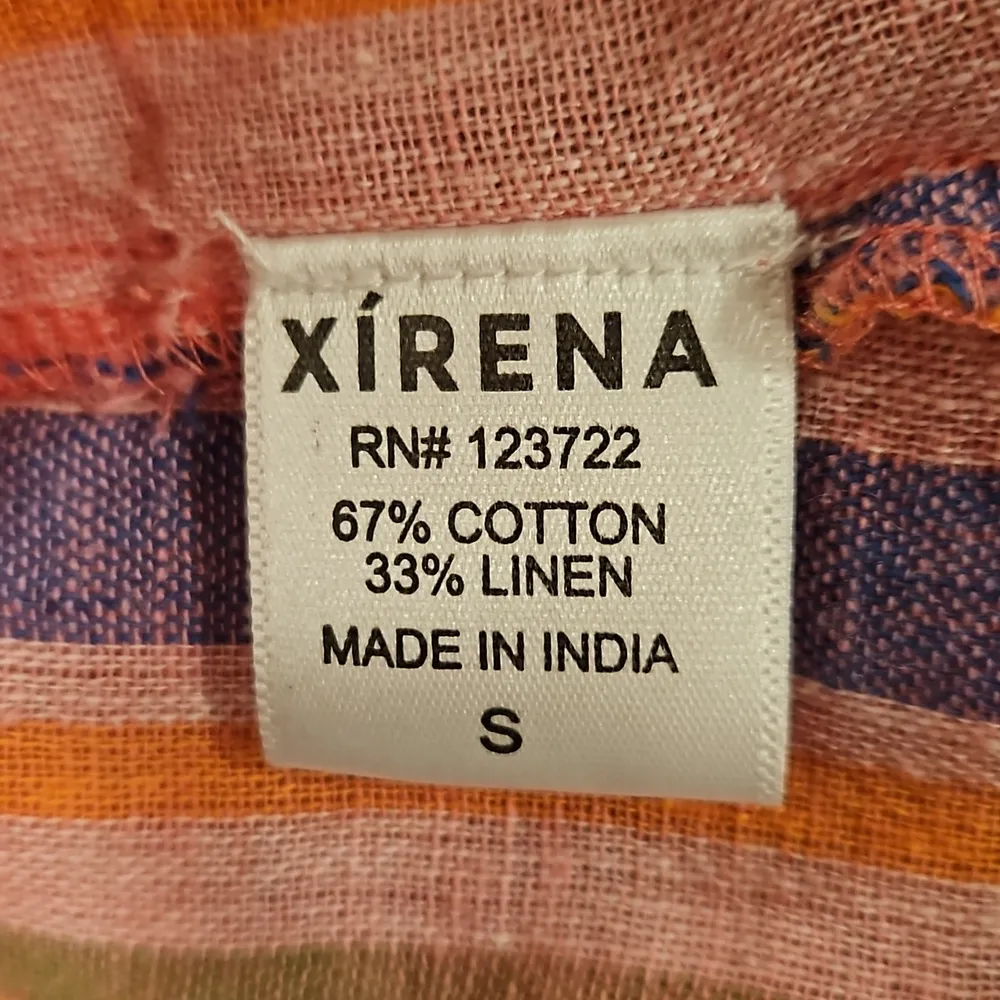 XÍRENA
RN# 123722
67% COTTON
33% LINEN
MADE IN INDIA
S